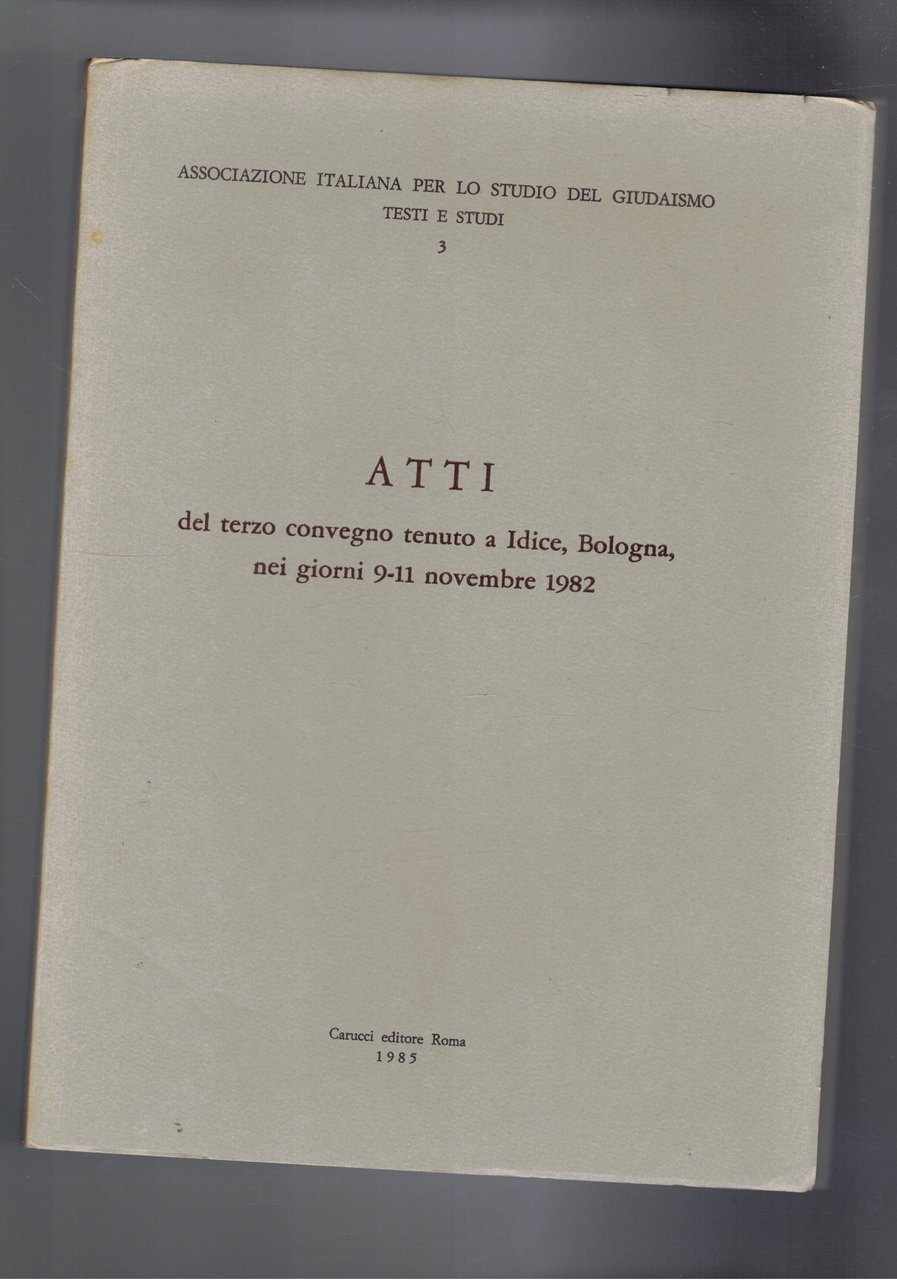 ASSOCIAZIONE ITALIANA PER LO STUDIO DEL GIUDAISMO
TESTI E STUDI
3
ATTI
del terzo convegno tenuto a Idice, Bologna,
nei giorni 9-11 novembre 1982
Carucci editore Roma
1985